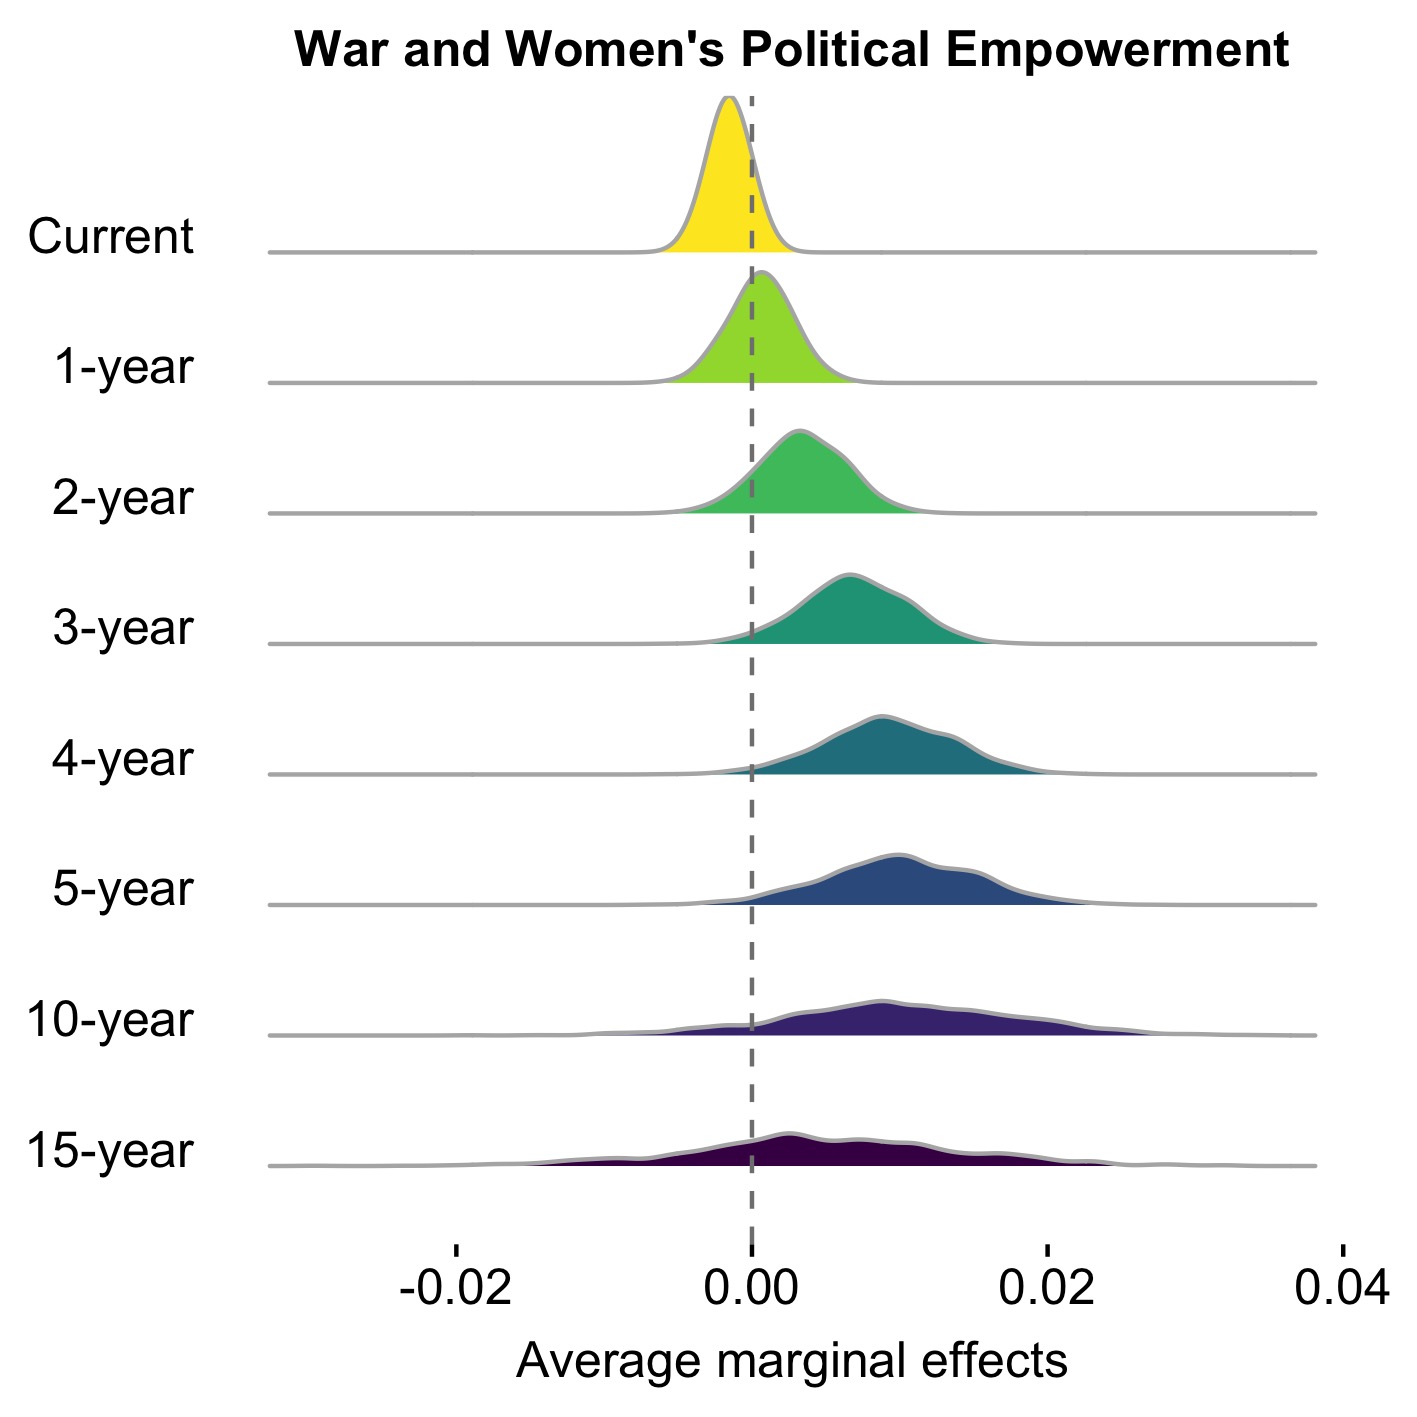 War and Women's Political Empowerment
Current
1-year
2-year
3-year
4-year
5-year
10-year
15-year
-0.02 0.00 0.02 0.04
Average marginal effects